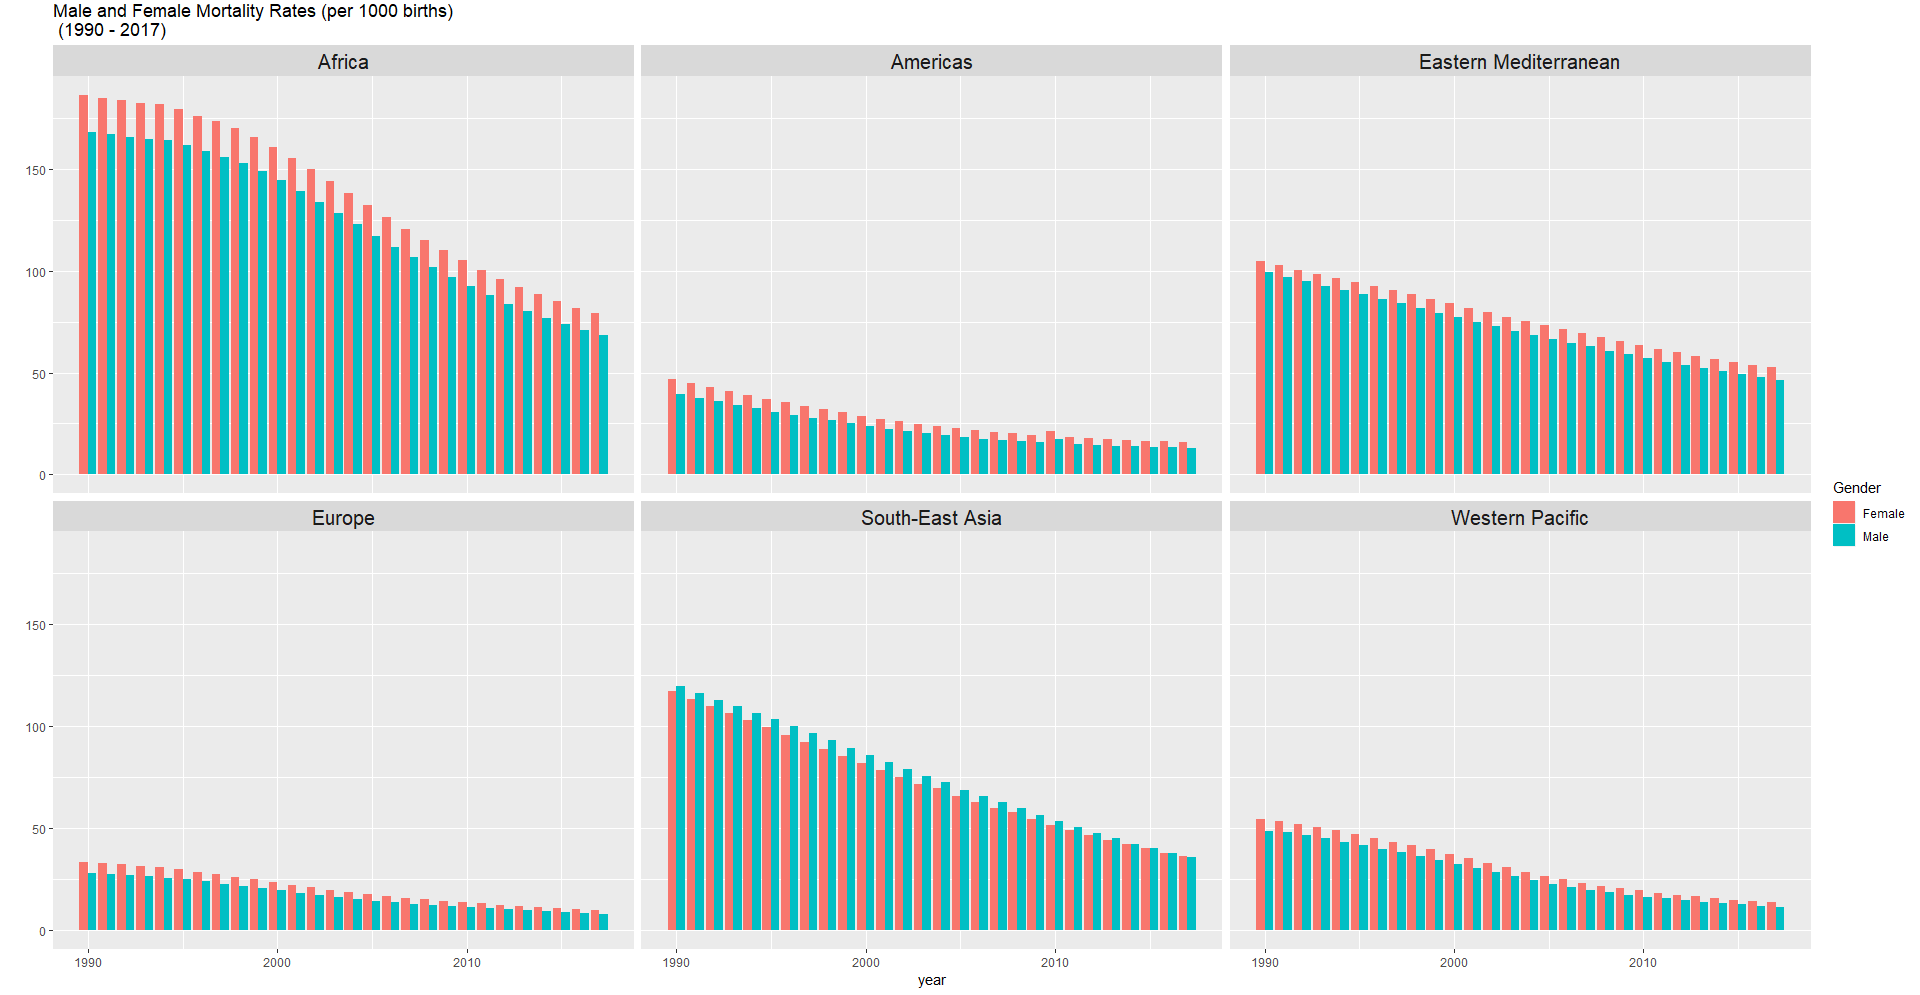 Male and Female Mortality Rates (per 1000 births)
(1990 - 2017)
Africa
Americas
Eastern Mediterranean
150
100
50
0
Europe
South-East Asia
Western Pacific
150
100
50
0
1990
2000
2010
1990
2000
2010
1990
2000
2010
year
Gender
Female
Male